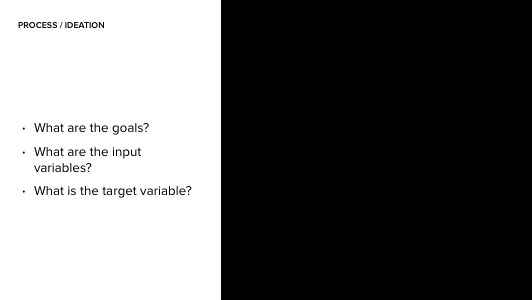 PROCESS / IDEATION
• What are the goals?
• What are the input
variables?
• What is the target variable?